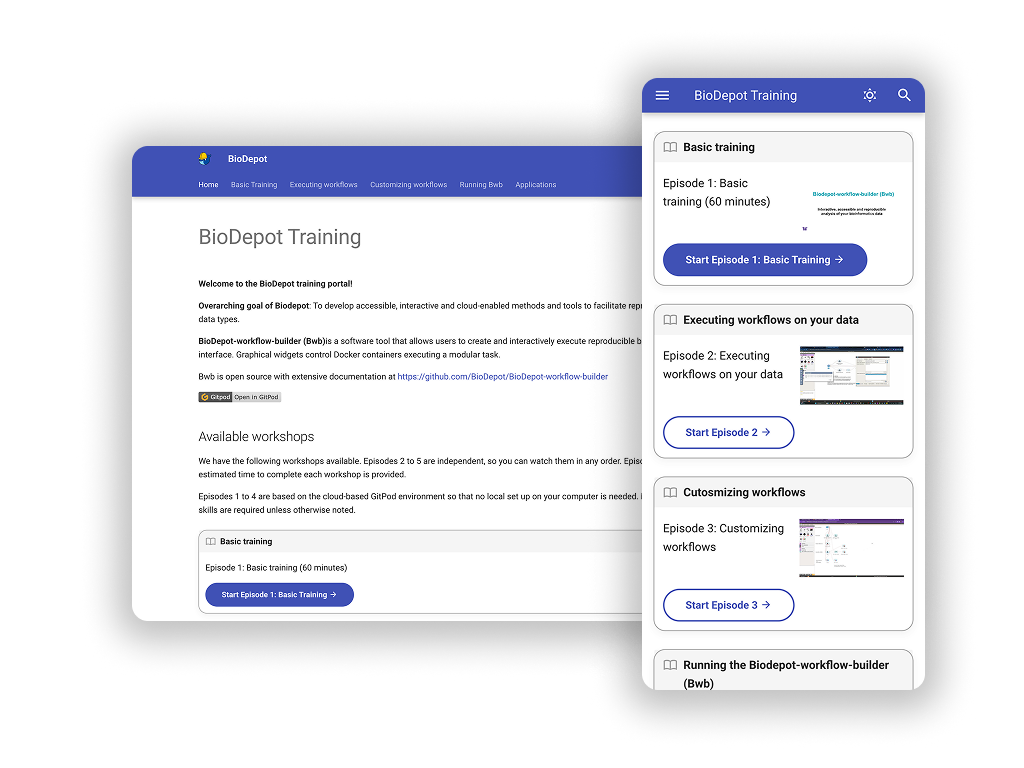 BioDepot
Home Basic Training Executing workflows Customizing workflows Running Bwb Applications
BioDepot Training
Welcome to the BioDepot training portal!
Overarching goal of Biodepot: To develop accessible, interactive and cloud-enabled methods and tools to facilitate
data types.
BioDepot-workflow-builder (Bwb)is a software tool that allows users to create and interactively execute reproducible
interface. Graphical widgets control Docker containers executing a modular task.
Bwb is open source with extensive documentation at https://github.com/BioDepot/BioDepot-workflow-builder
Gitpod Open in GitPod
Available workshops
We have the following workshops available. Episodes 2 to 5 are independent, so you can watch them in any order.
estimated time to complete each workshop is provided.
Episodes 1 to 4 are based on the cloud-based GitPod environment so that no local set up on your computer is needed.
skills are required unless otherwise noted.
Basic training
Episode 1: Basic training (60 minutes)
Start Episode 1: Basic Training →
BioDepot Training
Basic training
Episode 1: Basic
training (60 minutes)
Biodepot-workflow-builder (Bwb)
Interactive, accessible and reproducible
analysis of your bioinformatics data
Start Episode 1: Basic Training →
Executing workflows on your data
Episode 2: Executing
workflows on your data
Start Episode 2 →
Cutosmizing workflows
Episode 3: Customizing
workflows
Start Episode 3 →
Running the Biodepot-workflow-builder
(Bwb)